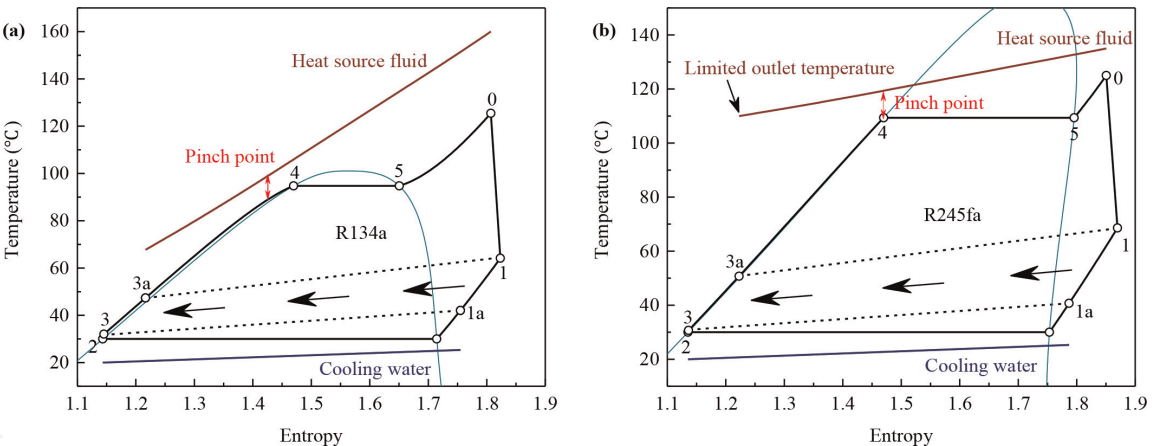 (a)
160
140
120
100
80
60
40
20
Temperature (℃)
Heat source fluid
0
Pinch point
4
5
R134a
3a
3
2
1
1a
Cooling water
1.1
1.2
1.3
1.4
1.5
1.6
1.7
1.8
1.9
Entropy
(b)
140
120
100
80
60
40
20
Temperature (℃)
Heat source fluid
Limited outlet temperature
0
Pinch point
4
5
R245fa
3a
3
2
1
1a
Cooling water
1.1
1.2
1.3
1.4
1.5
1.6
1.7
1.8
1.9
Entropy